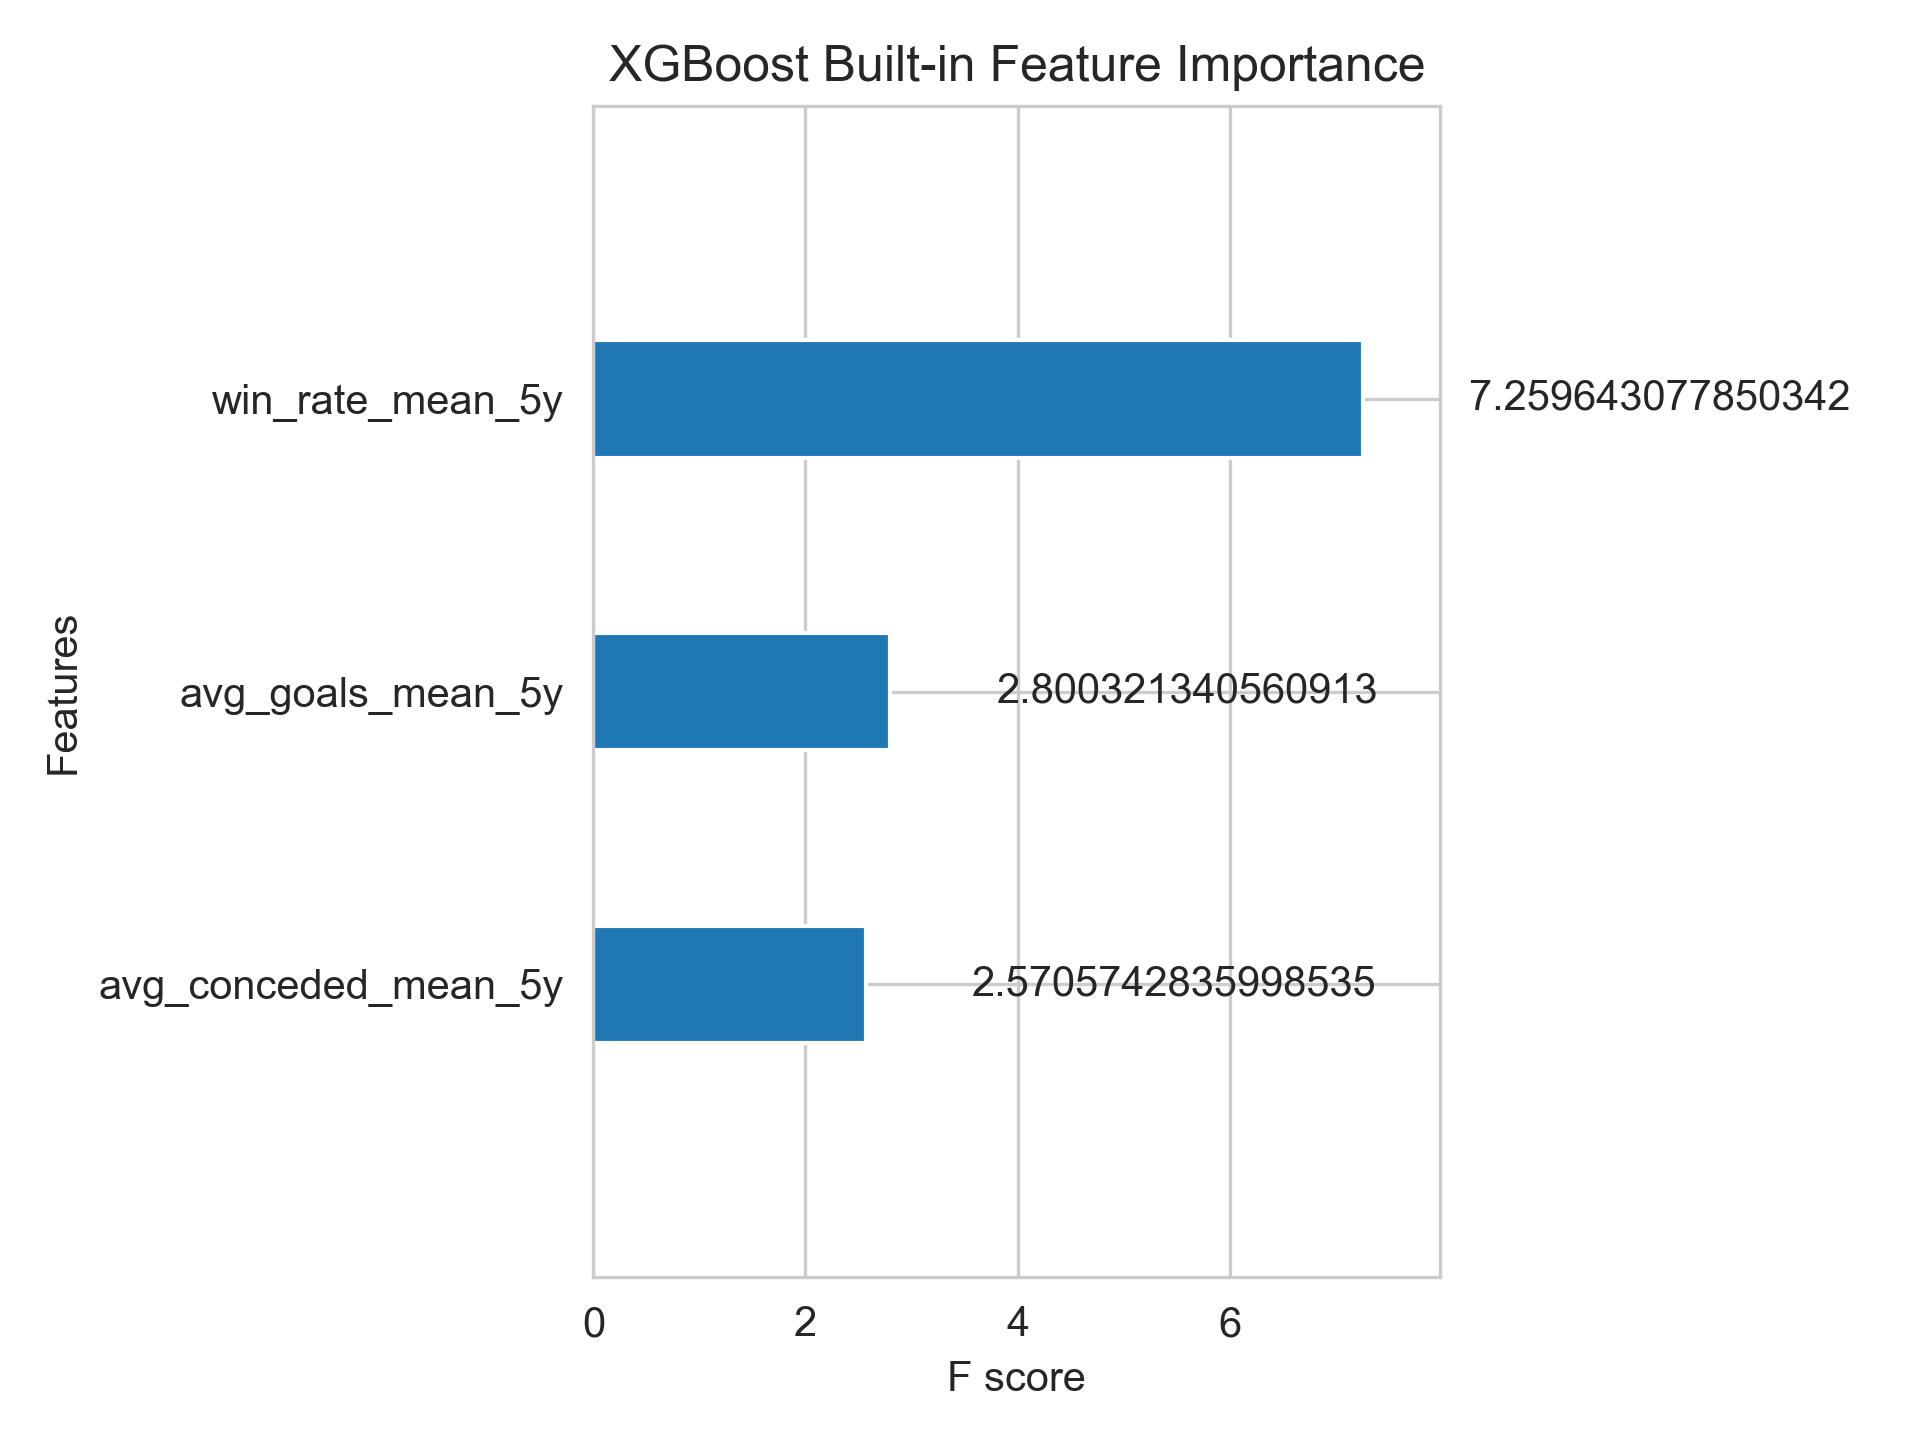 XGBoost Built-in Feature Importance
win_rate_mean_5y
7.259643077850342
avg_goals_mean_5y
2.800321340560913
avg_conceded_mean_5y
2.5705742835998535
Features
0 2 4 6
F score